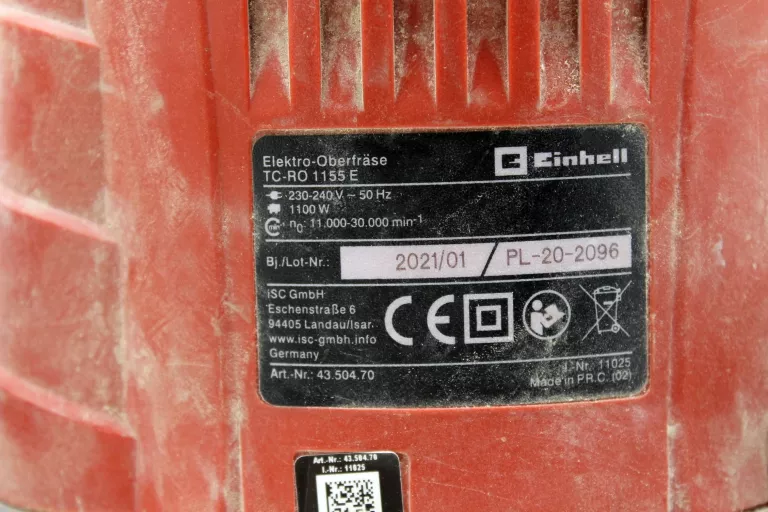 Elektro-Oberfräse
TC-RO 1155 E
Einhell
230-240 V ~ 50 Hz
1100 W
min
n0: 11.000-30.000 min-1
Bj./Lot-Nr.: 2021/01 / PL-20-2096
iSC GmbH
Eschenstraße 6
94405 Landau/Isar
www.isc-gmbh.info
Germany
CE
Art.-Nr.: 43.504.70
I.-Nr.: 11025
Made in P.R.C. (02)
Art.-Nr.: 43.504.70
I.-Nr.: 11025